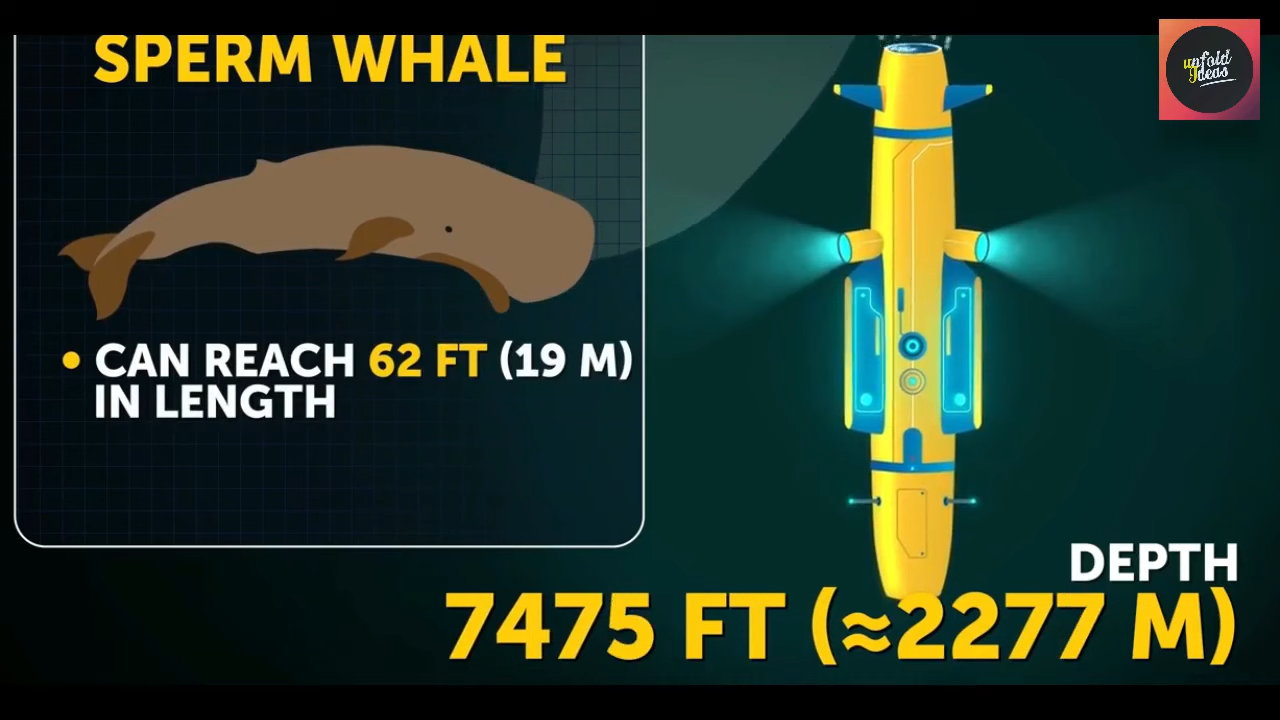 SPERM WHALE
• CAN REACH 62 FT (19 M)
IN LENGTH
DEPTH
7475 FT (≈2277 M)
unfold
Ideas